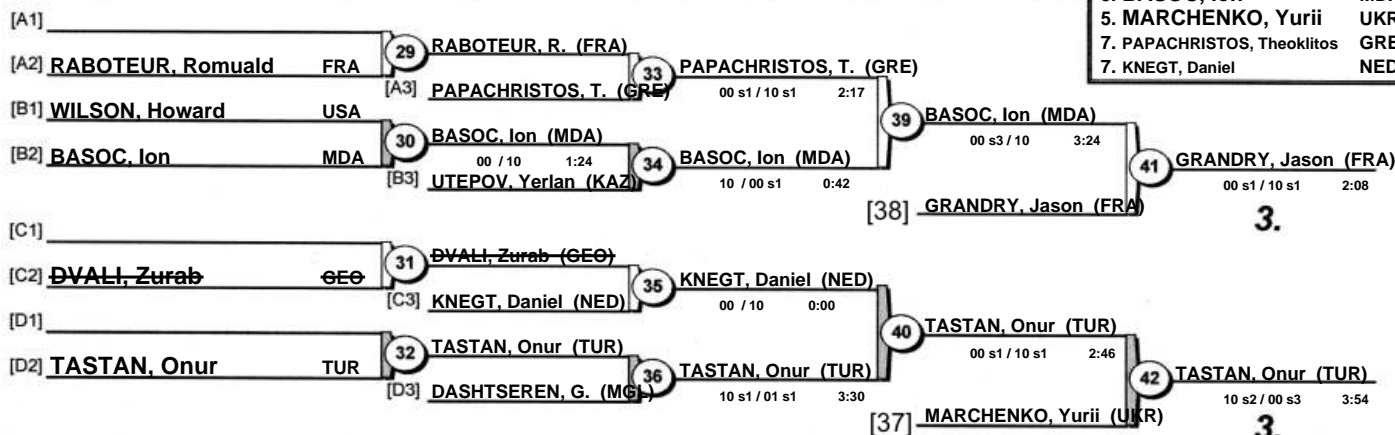 5. MARCHENKO, Yurii UKR
7. PAPACHRISTOS, Theoklitos GRE
7. KNEGT, Daniel NED
[A1]
[A2] RABOTEUR, Romuald FRA
29
RABOTEUR, R. (FRA)
[A3] PAPACHRISTOS, T. (GRE)
33
PAPACHRISTOS, T. (GRE)
00 s1 / 10 s1 2:17
[B1] WILSON, Howard USA
[B2] BASOC, Ion MDA
30
BASOC, Ion (MDA)
00 / 10 1:24
[B3] UTEPOV, Yerlan (KAZ)
34
BASOC, Ion (MDA)
10 / 00 s1 0:42
39
BASOC, Ion (MDA)
00 s3 / 10 3:24
[38] GRANDRY, Jason (FRA)
41
GRANDRY, Jason (FRA)
00 s1 / 10 s1 2:08
3.
[C1]
[C2] DVALI, Zurab GEO
31
DVALI, Zurab (GEO)
[C3] KNEGT, Daniel (NED)
35
KNEGT, Daniel (NED)
00 / 10 0:00
[D1]
[D2] TASTAN, Onur TUR
32
TASTAN, Onur (TUR)
[D3] DASHTSEREN, G. (MGL)
36
TASTAN, Onur (TUR)
10 s1 / 01 s1 3:30
40
TASTAN, Onur (TUR)
00 s1 / 10 s1 2:46
[37] MARCHENKO, Yurii (UKR)
42
TASTAN, Onur (TUR)
10 s2 / 00 s3 3:54
3.